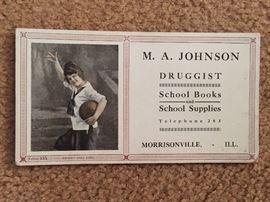 M. A. JOHNSON
DRUGGIST
School Books
and
School Supplies
Telephone 283
MORRISONVILLE, - ILL.